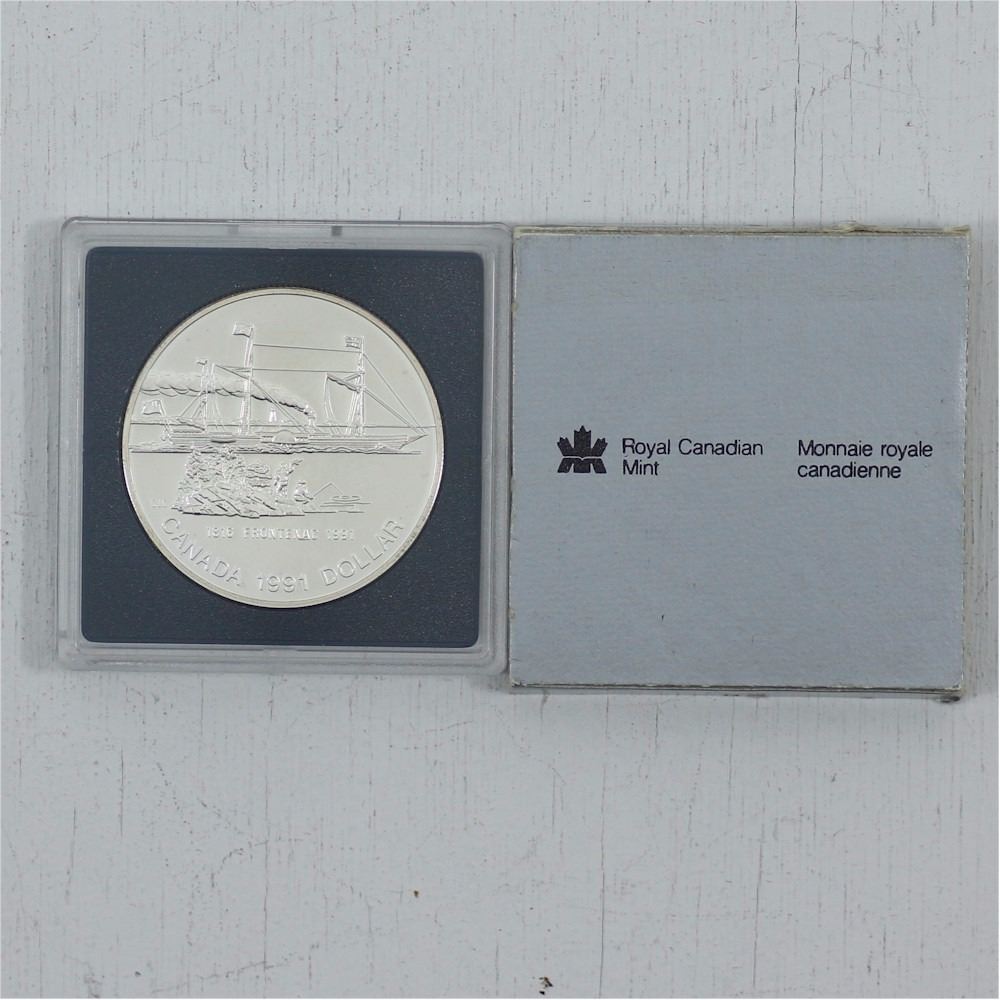 1816 FRONTENAC 1991
CANADA 1991 DOLLAR
Royal Canadian
Mint
Monnaie royale
canadienne